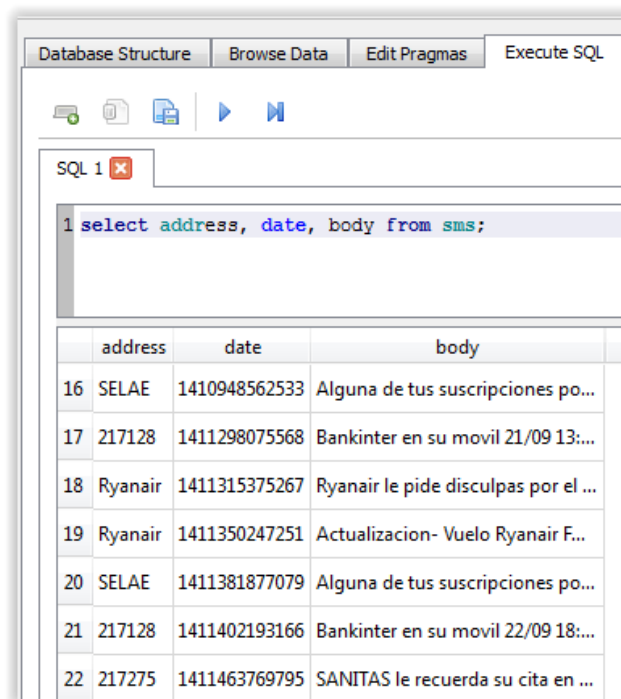 Database Structure Browse Data Edit Pragmas Execute SQL
SQL 1
1 select address, date, body from sms;
address date body
16 SELAE 1410948562533 Alguna de tus suscripciones po...
17 217128 1411298075568 Bankinter en su movil 21/09 13:...
18 Ryanair 1411315375267 Ryanair le pide disculpas por el ...
19 Ryanair 1411350247251 Actualizacion- Vuelo Ryanair F...
20 SELAE 1411381877079 Alguna de tus suscripciones po...
21 217128 1411402193166 Bankinter en su movil 22/09 18:...
22 217275 1411463769795 SANITAS le recuerda su cita en ...